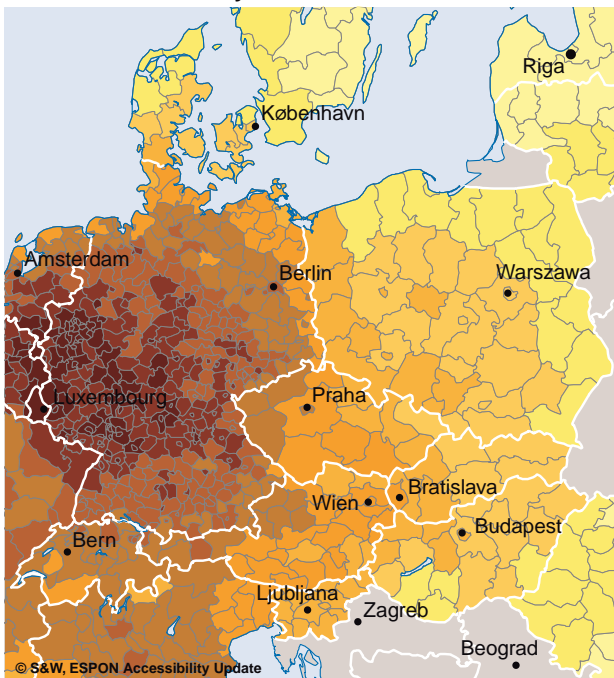 Riga
København
Amsterdam
Berlin
Warszawa
Luxembourg
Praha
Wien
Bratislava
Bern
Budapest
Ljubljana
Zagreb
Beograd
© S&W, ESPON Accessibility Update